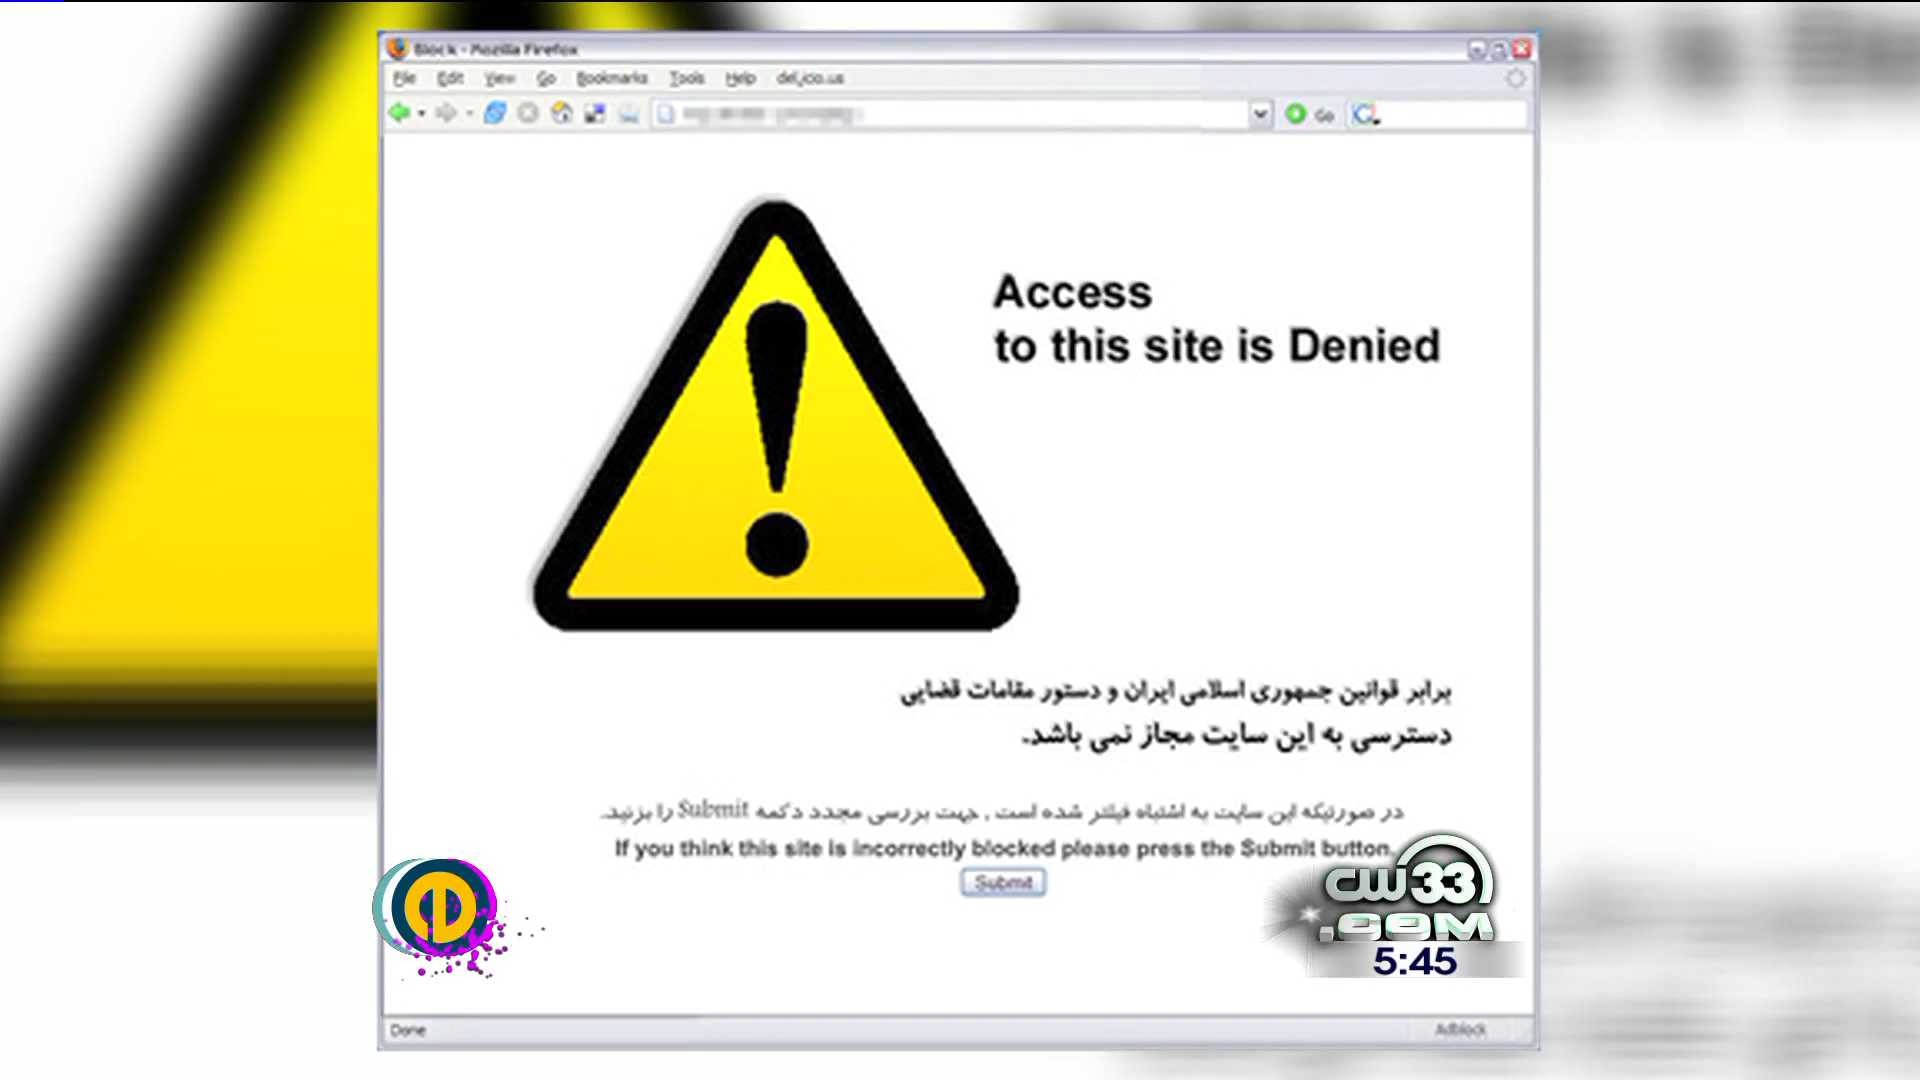 Block - Mozilla Firefox
File Edit View Go Bookmarks Tools Help del.icio.us
Go
Access
to this site is Denied
برابر قوانین جمهوری اسلامی ایران و دستور مقامات قضایی
دسترسی به این سایت مجاز نمی باشد.
در صورتیکه این سایت به اشتباه فیلتر شده است , جهت بررسی مجدد دکمه Submit را بزنید.
If you think this site is incorrectly blocked please press the Submit button.
Submit
CW33
.COM
5:45
Done Adblock